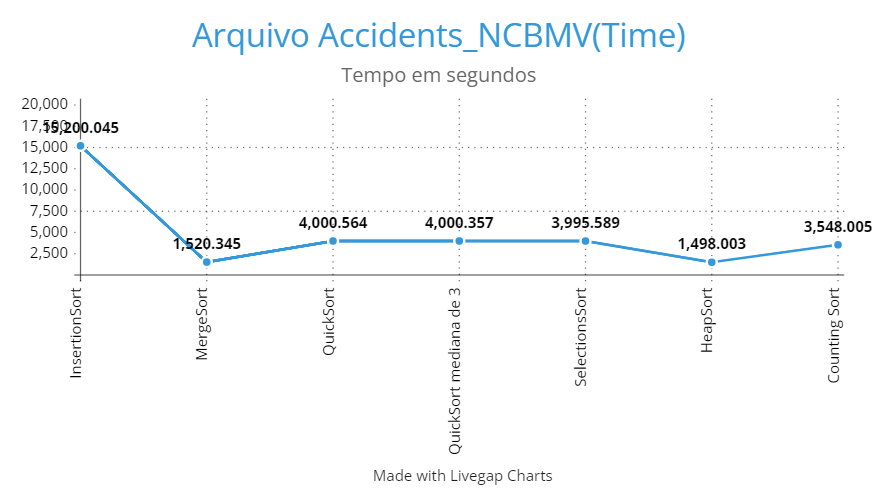 Arquivo Accidents_NCBMV(Time)
Tempo em segundos
20,000
17,500
15,000
12,500
10,000
7,500
5,000
2,500
15,200.045
1,520.345
4,000.564
4,000.357
3,995.589
1,498.003
3,548.005
InsertionSort
MergeSort
QuickSort
QuickSort mediana de 3
SelectionsSort
HeapSort
Counting Sort
Made with Livegap Charts